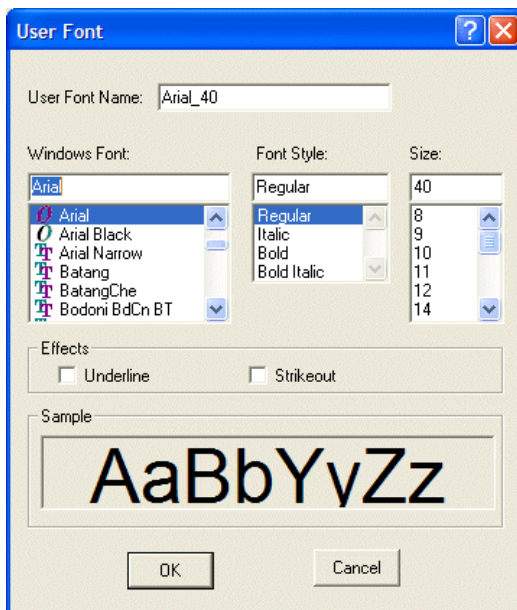 User Font
User Font Name: Arial_40
Windows Font: Font Style: Size:
Arial Regular 40
Arial Regular 8
Arial Black Italic 9
Arial Narrow Bold 10
Batang Bold Italic 11
BatangChe 12
Bodoni BdCn BT 14
Effects
Underline Strikeout
Sample
AaBbYyZz
OK Cancel